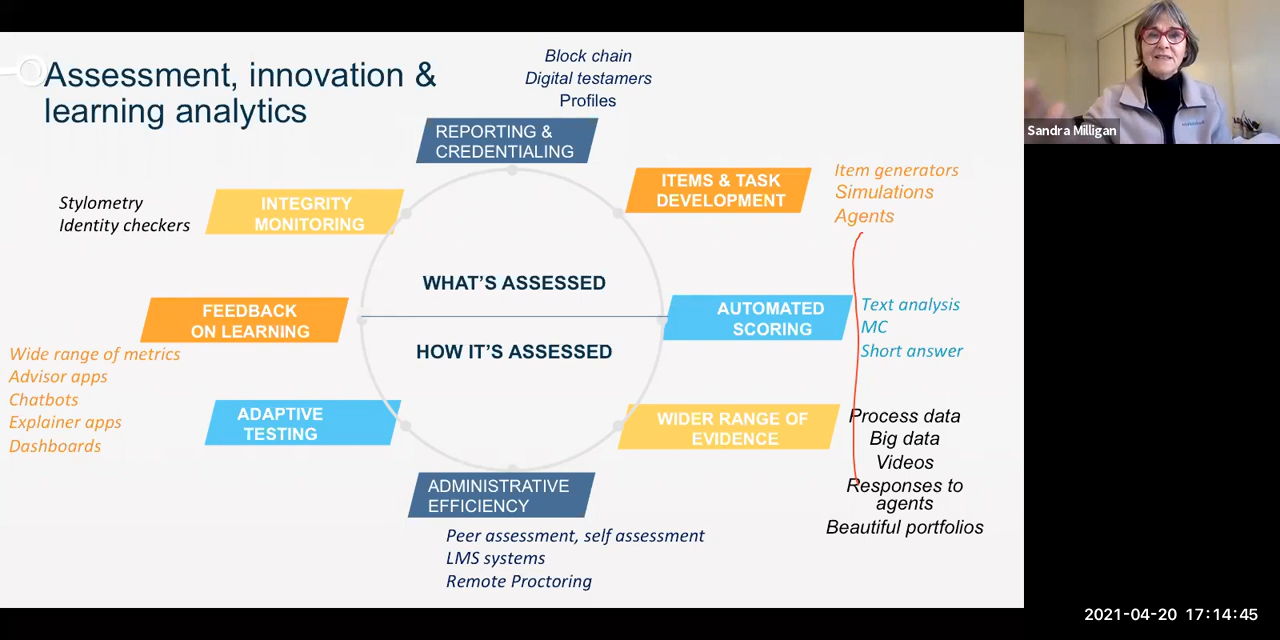 Assessment, innovation &
learning analytics
Block chain
Digital testamers
Profiles
REPORTING &
CREDENTIALING
ITEMS & TASK
DEVELOPMENT
Item generators
Simulations
Agents
Stylometry
Identity checkers
INTEGRITY
MONITORING
WHAT'S ASSESSED
HOW IT'S ASSESSED
AUTOMATED
SCORING
Text analysis
MC
Short answer
FEEDBACK
ON LEARNING
Wide range of metrics
Advisor apps
Chatbots
Explainer apps
Dashboards
ADAPTIVE
TESTING
WIDER RANGE OF
EVIDENCE
Process data
Big data
Videos
Responses to
agents
Beautiful portfolios
ADMINISTRATIVE
EFFICIENCY
Peer assessment, self assessment
LMS systems
Remote Proctoring
Sandra Milligan
2021-04-20 17:14:45